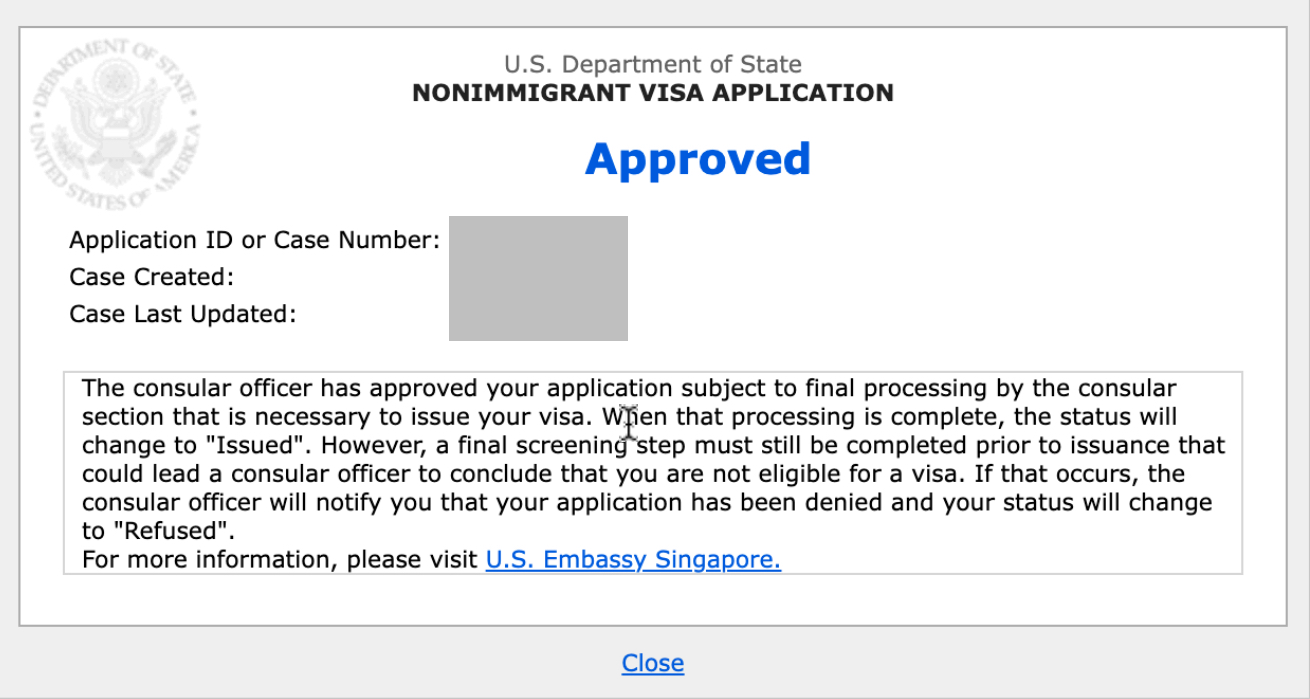 DEPARTMENT OF STATE
UNITED STATES OF AMERICA
U.S. Department of State
NONIMMIGRANT VISA APPLICATION
Approved
Application ID or Case Number:
Case Created:
Case Last Updated:
The consular officer has approved your application subject to final processing by the consular
section that is necessary to issue your visa. When that processing is complete, the status will
change to "Issued". However, a final screening step must still be completed prior to issuance that
could lead a consular officer to conclude that you are not eligible for a visa. If that occurs, the
consular officer will notify you that your application has been denied and your status will change
to "Refused".
For more information, please visit U.S. Embassy Singapore.
Close